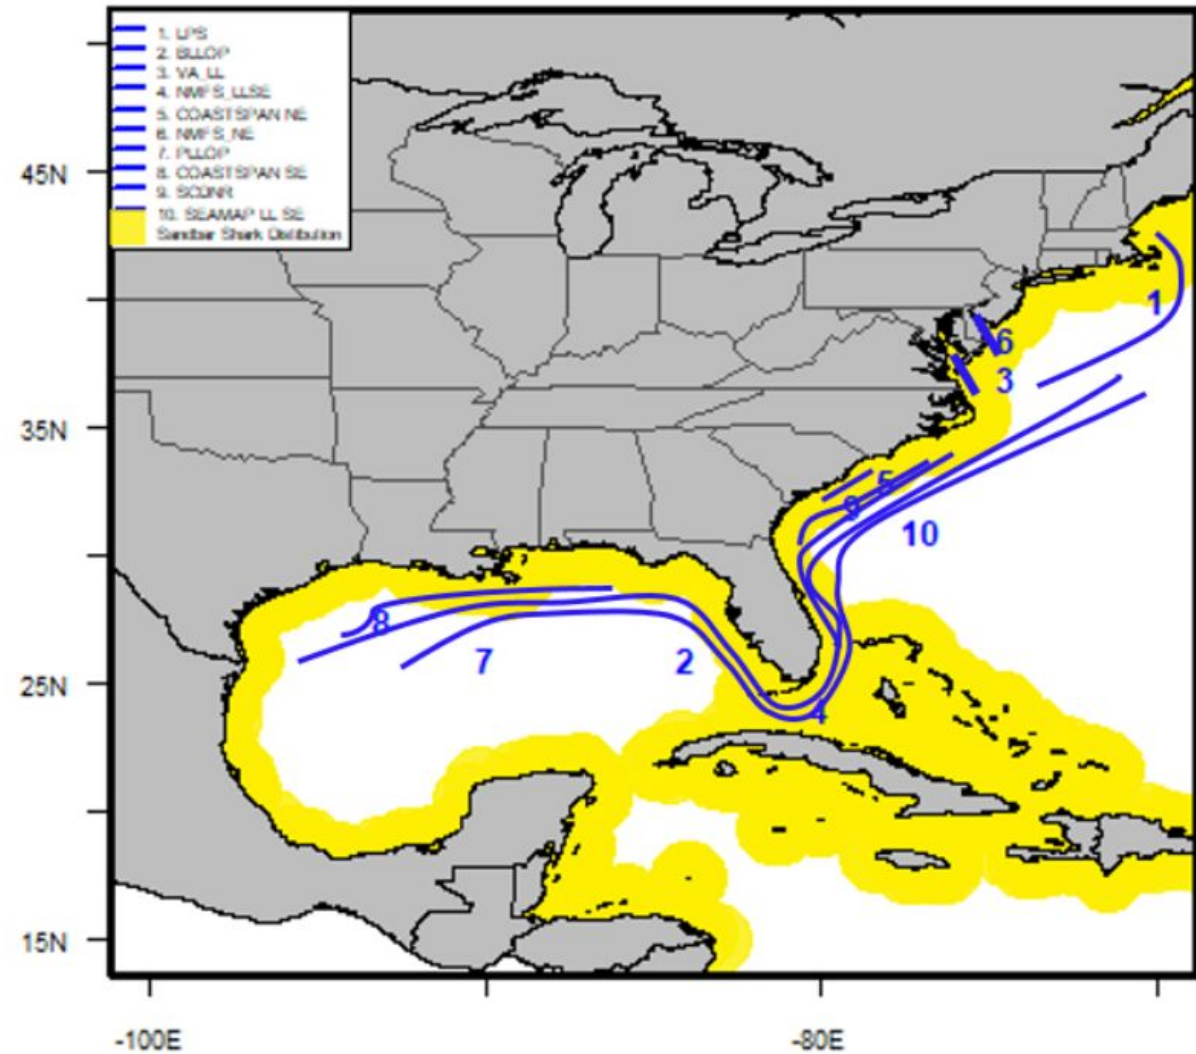 1. LPS
2. BLLOP
3. VA_LL
4. NMFS_LLSE
5. COASTSPAN NE
6. NMFS_NE
7. PLLOP
8. COASTSPAN SE
9. SCDNR
10. SEAMAP LL SE
Sandbar Shark Distibution
45N
1
6
3
35N
5
9
10
8
7
2
25N
4
15N
-100E
-80E